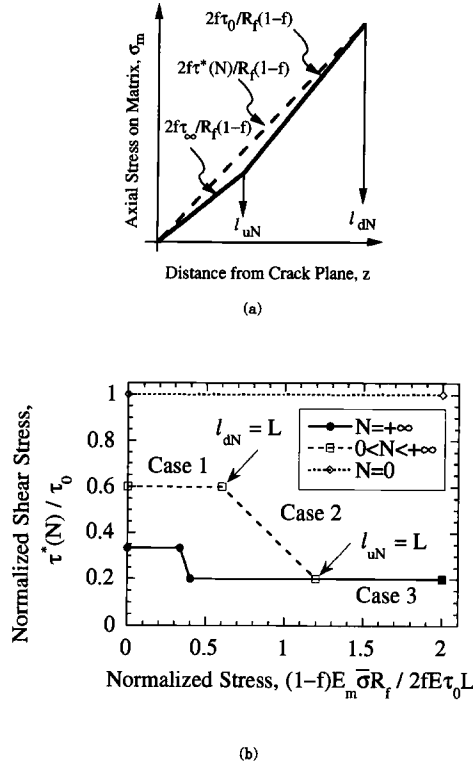 Axial Stress on Matrix, σm
2fτ0/Rf(1−f)
2fτ*(N)/Rf(1−f)
2fτ∞/Rf(1−f)
luN
ldN
Distance from Crack Plane, z
(a)
(b)
Normalized Shear Stress,
τ*(N) / τ0
1
0.8
0.6
0.4
0.2
0
ldN = L
Case 1
Case 2
luN = L
Case 3
N=+∞
0<N<+∞
N=0
0 0.5 1 1.5 2
Normalized Stress, (1−f)Emσ̅Rf / 2fEτ0L